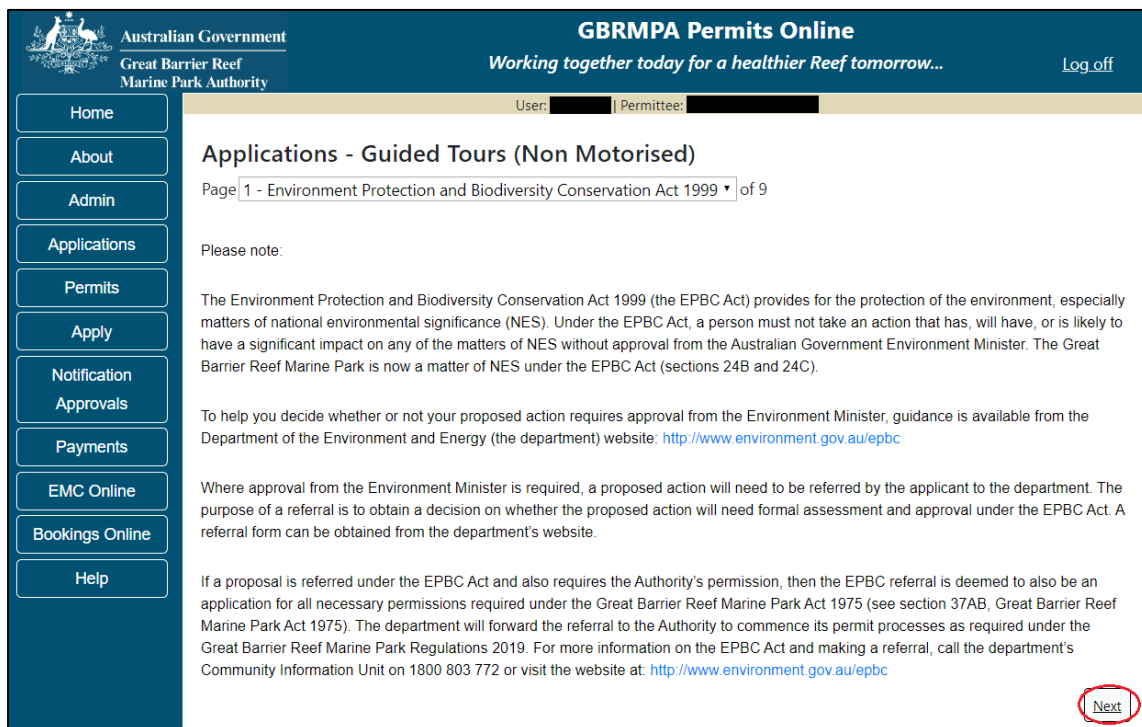 Australian Government
Great Barrier Reef
Marine Park Authority
GBRMPA Permits Online
Working together today for a healthier Reef tomorrow...
Log off
User: | Permittee:
Home
About
Admin
Applications
Permits
Apply
Notification
Approvals
Payments
EMC Online
Bookings Online
Help
Applications - Guided Tours (Non Motorised)
Page 1 - Environment Protection and Biodiversity Conservation Act 1999 of 9
Please note:
The Environment Protection and Biodiversity Conservation Act 1999 (the EPBC Act) provides for the protection of the environment, especially
matters of national environmental significance (NES). Under the EPBC Act, a person must not take an action that has, will have, or is likely to
have a significant impact on any of the matters of NES without approval from the Australian Government Environment Minister. The Great
Barrier Reef Marine Park is now a matter of NES under the EPBC Act (sections 24B and 24C).
To help you decide whether or not your proposed action requires approval from the Environment Minister, guidance is available from the
Department of the Environment and Energy (the department) website: http://www.environment.gov.au/epbc
Where approval from the Environment Minister is required, a proposed action will need to be referred by the applicant to the department. The
purpose of a referral is to obtain a decision on whether the proposed action will need formal assessment and approval under the EPBC Act. A
referral form can be obtained from the department's website.
If a proposal is referred under the EPBC Act and also requires the Authority's permission, then the EPBC referral is deemed to also be an
application for all necessary permissions required under the Great Barrier Reef Marine Park Act 1975 (see section 37AB, Great Barrier Reef
Marine Park Act 1975). The department will forward the referral to the Authority to commence its permit processes as required under the
Great Barrier Reef Marine Park Regulations 2019. For more information on the EPBC Act and making a referral, call the department's
Community Information Unit on 1800 803 772 or visit the website at: http://www.environment.gov.au/epbc
Next